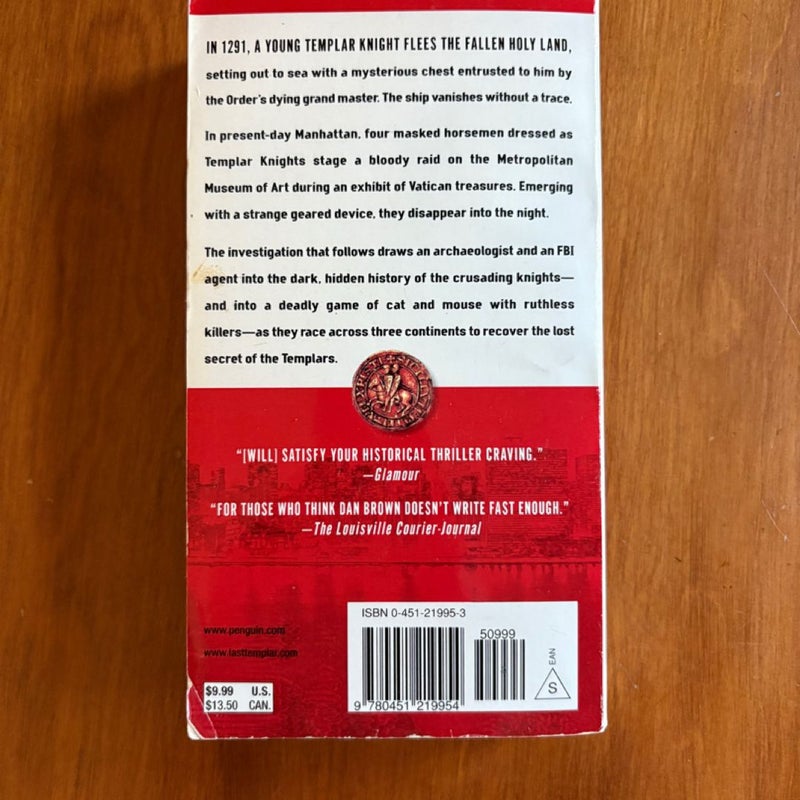 IN 1291, A YOUNG TEMPLAR KNIGHT FLEES THE FALLEN HOLY LAND,
setting out to sea with a mysterious chest entrusted to him by
the Order's dying grand master. The ship vanishes without a trace.
In present-day Manhattan, four masked horsemen dressed as
Templar Knights stage a bloody raid on the Metropolitan
Museum of Art during an exhibit of Vatican treasures. Emerging
with a strange geared device, they disappear into the night.
The investigation that follows draws an archaeologist and an FBI
agent into the dark, hidden history of the crusading knights—
and into a deadly game of cat and mouse with ruthless
killers—as they race across three continents to recover the lost
secret of the Templars.
"[WILL] SATISFY YOUR HISTORICAL THRILLER CRAVING."
—Glamour
"FOR THOSE WHO THINK DAN BROWN DOESN'T WRITE FAST ENOUGH."
—The Louisville Courier-Journal
www.penguin.com
www.lasttemplar.com
$9.99 U.S.
$13.50 CAN.
ISBN 0-451-21995-3
50999
9 780451 219954
EAN
S